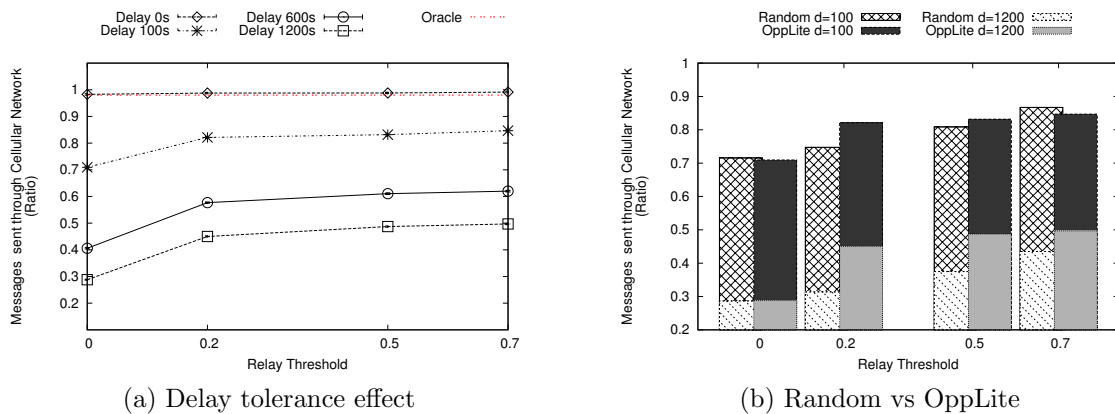 Delay 0s
Delay 100s
Delay 600s
Delay 1200s
Oracle
Messages sent through Cellular Network
(Ratio)
1
0.9
0.8
0.7
0.6
0.5
0.4
0.3
0.2
0 0.2 0.5 0.7
Relay Threshold
(a) Delay tolerance effect
Random d=100
OppLite d=100
Random d=1200
OppLite d=1200
Messages sent through Cellular Network
(Ratio)
1
0.9
0.8
0.7
0.6
0.5
0.4
0.3
0.2
0 0.2 0.5 0.7
Relay Threshold
(b) Random vs OppLite